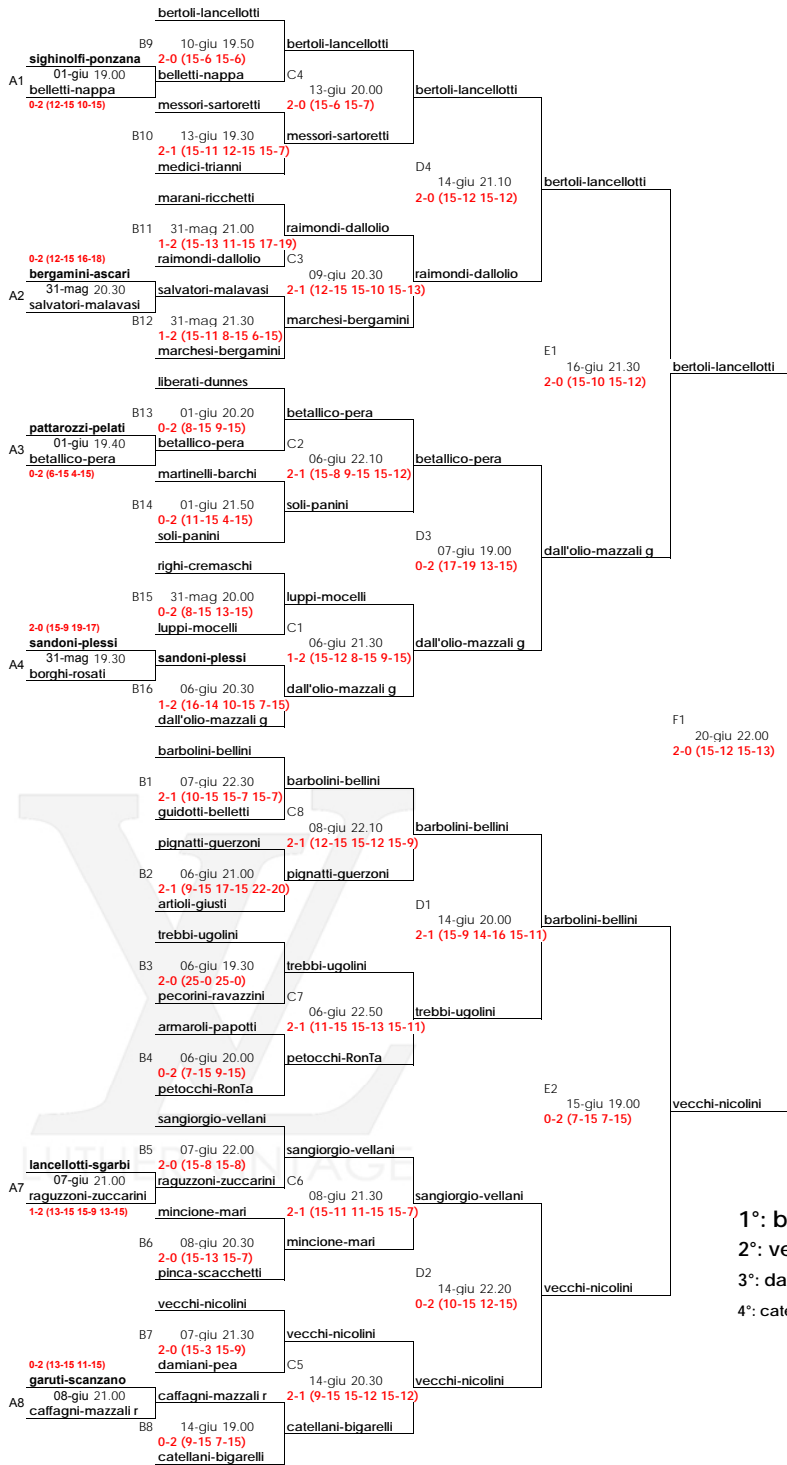 bertoli-lancellotti
B9 10-giu 19.50 bertoli-lancellotti
sighinolfi-ponzana 2-0 (15-6 15-6)
A1 01-giu 19.00 belletti-nappa C4
belletti-nappa 13-giu 20.00 bertoli-lancellotti
0-2 (12-15 10-15) messori-sartoretti 2-0 (15-6 15-7)
B10 13-giu 19.30 messori-sartoretti
2-1 (15-11 12-15 15-7)
medici-trianni D4
14-giu 21.10 bertoli-lancellotti
marani-ricchetti 2-0 (15-12 15-12)
B11 31-mag 21.00 raimondi-dallolio
1-2 (15-13 11-15 17-19)
0-2 (12-15 16-18) raimondi-dallolio C3
bergamini-ascari 09-giu 20.30 raimondi-dallolio
A2 31-mag 20.30 salvatori-malavasi 2-1 (12-15 15-10 15-13)
salvatori-malavasi
B12 31-mag 21.30 marchesi-bergamini
1-2 (15-11 8-15 6-15)
marchesi-bergamini E1
16-giu 21.30 bertoli-lancellotti
liberati-dunnes 2-0 (15-10 15-12)
B13 01-giu 20.20 betallico-pera
pattarozzi-pelati 0-2 (8-15 9-15)
A3 01-giu 19.40 betallico-pera C2
betallico-pera 06-giu 22.10 betallico-pera
0-2 (6-15 4-15) martinelli-barchi 2-1 (15-8 9-15 15-12)
B14 01-giu 21.50 soli-panini
0-2 (11-15 4-15)
soli-panini D3
07-giu 19.00 dall'olio-mazzali g
righi-cremaschi 0-2 (17-19 13-15)
B15 31-mag 20.00 luppi-mocelli
0-2 (8-15 13-15)
2-0 (15-9 19-17) luppi-mocelli C1
sandoni-plessi 06-giu 21.30 dall'olio-mazzali g
A4 31-mag 19.30 sandoni-plessi 1-2 (15-12 8-15 9-15)
borghi-rosati
B16 06-giu 20.30 dall'olio-mazzali g
1-2 (16-14 10-15 7-15)
dall'olio-mazzali g F1
20-giu 22.00
barbolini-bellini 2-0 (15-12 15-13)
B1 07-giu 22.30 barbolini-bellini
2-1 (10-15 15-7 15-7)
guidotti-belletti C8
08-giu 22.10 barbolini-bellini
pignatti-guerzoni 2-1 (12-15 15-12 15-9)
B2 06-giu 21.00 pignatti-guerzoni
2-1 (9-15 17-15 22-20)
artioli-giusti D1
14-giu 20.00 barbolini-bellini
trebbi-ugolini 2-1 (15-9 14-16 15-11)
B3 06-giu 19.30 trebbi-ugolini
2-0 (25-0 25-0)
pecorini-ravazzini C7
06-giu 22.50 trebbi-ugolini
armaroli-papotti 2-1 (11-15 15-13 15-11)
B4 06-giu 20.00 petocchi-RonTa
0-2 (7-15 9-15)
petocchi-RonTa E2
15-giu 19.00 vecchi-nicolini
sangiorgio-vellani 0-2 (7-15 7-15)
B5 07-giu 22.00 sangiorgio-vellani
lancellotti-sgarbi 2-0 (15-8 15-8)
LUTHER VINTAGE
A7 07-giu 21.00 raguzzoni-zuccarini C6
raguzzoni-zuccarini 08-giu 21.30 sangiorgio-vellani
1-2 (13-15 15-9 13-15) mincione-mari 2-1 (15-11 11-15 15-7)
1°: b
B6 08-giu 20.30 mincione-mari
2-0 (15-13 15-7) 2°: ve
pinca-scacchetti D2
14-giu 22.20 vecchi-nicolini 3°: da
vecchi-nicolini 0-2 (10-15 12-15) 4°: cate
B7 07-giu 21.30 vecchi-nicolini
2-0 (15-3 15-9)
0-2 (13-15 11-15) damiani-pea C5
garuti-scanzano 14-giu 20.30 vecchi-nicolini
A8 08-giu 21.00 caffagni-mazzali r 2-1 (9-15 15-12 15-12)
caffagni-mazzali r
B8 14-giu 19.00 catellani-bigarelli
0-2 (9-15 7-15)
catellani-bigarelli